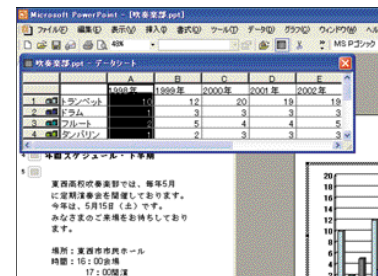 Microsoft PowerPoint - [吹奏楽部.ppt]
ファイル(F) 編集(E) 表示(V) 挿入(I) 書式(O) ツール(T) データ(D) グラフ(C) ウィンドウ(W)
48% MS Pゴシック
吹奏楽部.ppt - データシート
A B C D E
1998年 1999年 2000年 2001年 2002年
1 トランペット 10 12 20 19 19
2 ドラム 1 3 3 3 3
3 フルート 5 4 4 5
4 タンバリン 1 2 3 3 3
4 年間スケジュール・下半期
5
東西高校吹奏楽部では、毎年5月
に定期演奏会を開催しております。
今年は、5月15日（土）です。
みなさまのご来場をお待ちしており
ます。
場所：東西市市民ホール
時間：16：00会場
17：00開演
20
18
16
14
12
10
8
6
4
2